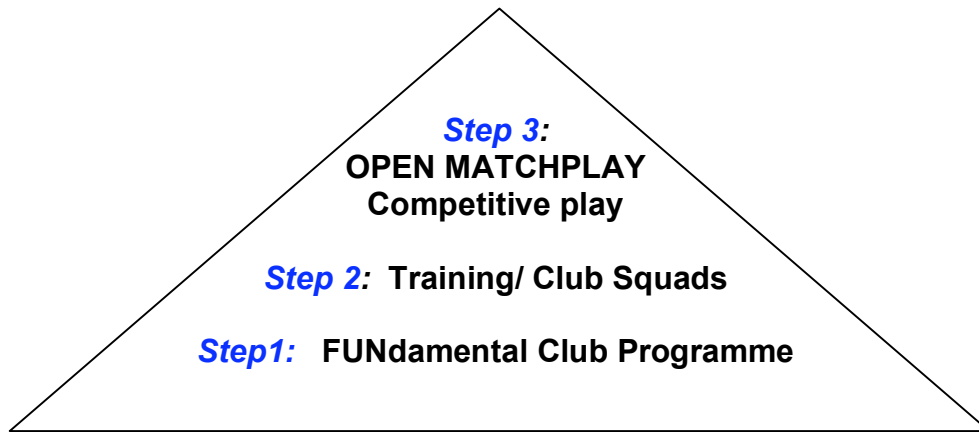 Step 3:
OPEN MATCHPLAY
Competitive play
Step 2: Training/ Club Squads
Step1: FUNdamental Club Programme